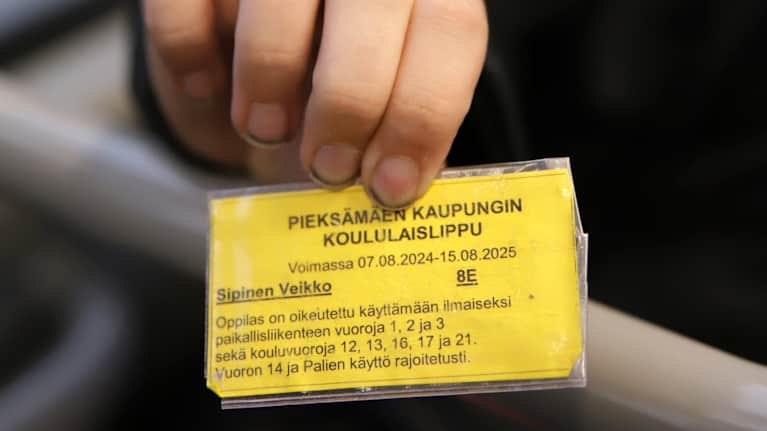 PIEKSÄMÄEN KAUPUNGIN
KOULULAISLIPPU
Voimassa 07.08.2024-15.08.2025
Sipinen Veikko 8E
Oppilas on oikeutettu käyttämään ilmaiseksi
paikallisliikenteen vuoroja 1, 2 ja 3
sekä kouluvuoroja 12, 13, 16, 17 ja 21.
Vuoron 14 ja Palien käyttö rajoitetusti.